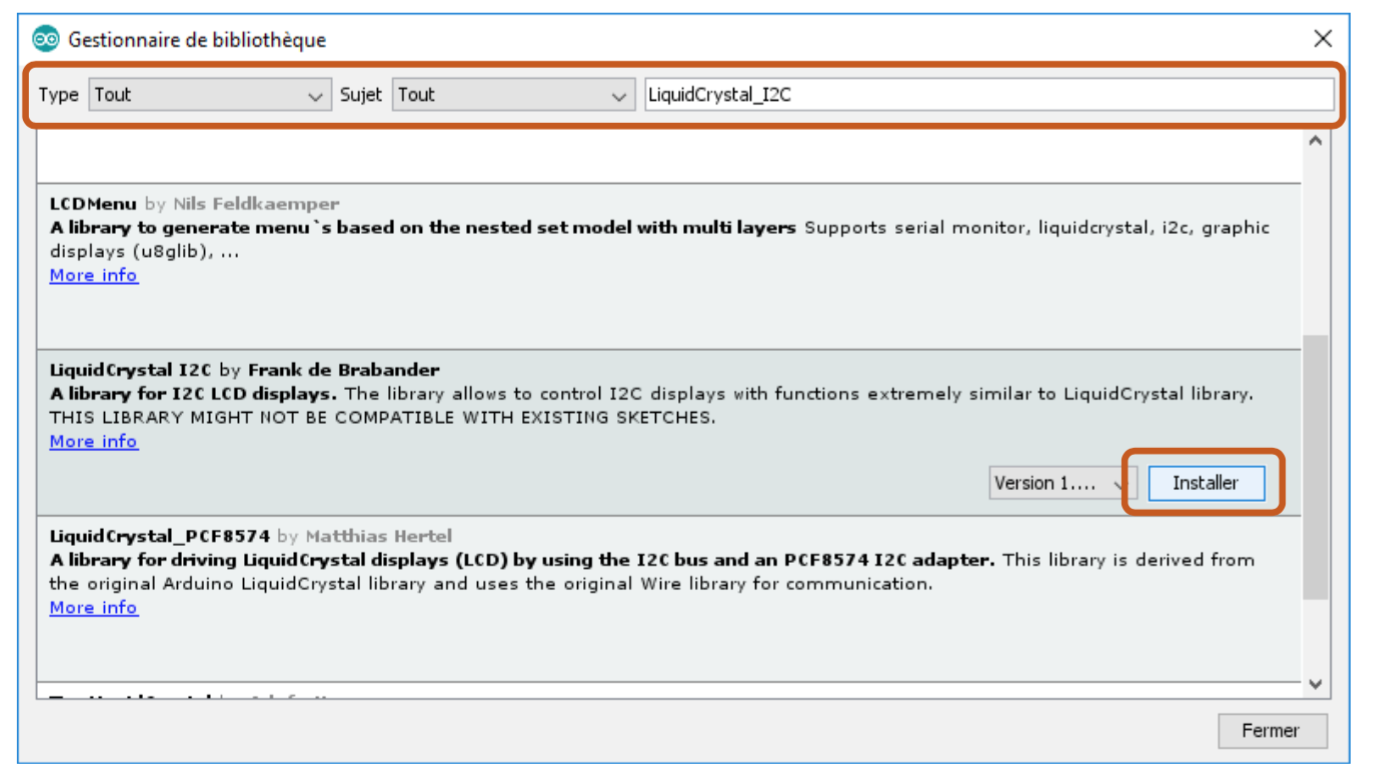 Gestionnaire de bibliothèque
Type Tout Sujet Tout LiquidCrystal_I2C
LCDMenu by Nils Feldkaemper
A library to generate menu`s based on the nested set model with multi layers Supports serial monitor, liquidcrystal, i2c, graphic
displays (u8glib), ...
More info
LiquidCrystal I2C by Frank de Brabander
A library for I2C LCD displays. The library allows to control I2C displays with functions extremely similar to LiquidCrystal library.
THIS LIBRARY MIGHT NOT BE COMPATIBLE WITH EXISTING SKETCHES.
More info
Version 1.... Installer
LiquidCrystal_PCF8574 by Matthias Hertel
A library for driving LiquidCrystal displays (LCD) by using the I2C bus and an PCF8574 I2C adapter. This library is derived from
the original Arduino LiquidCrystal library and uses the original Wire library for communication.
More info
Fermer